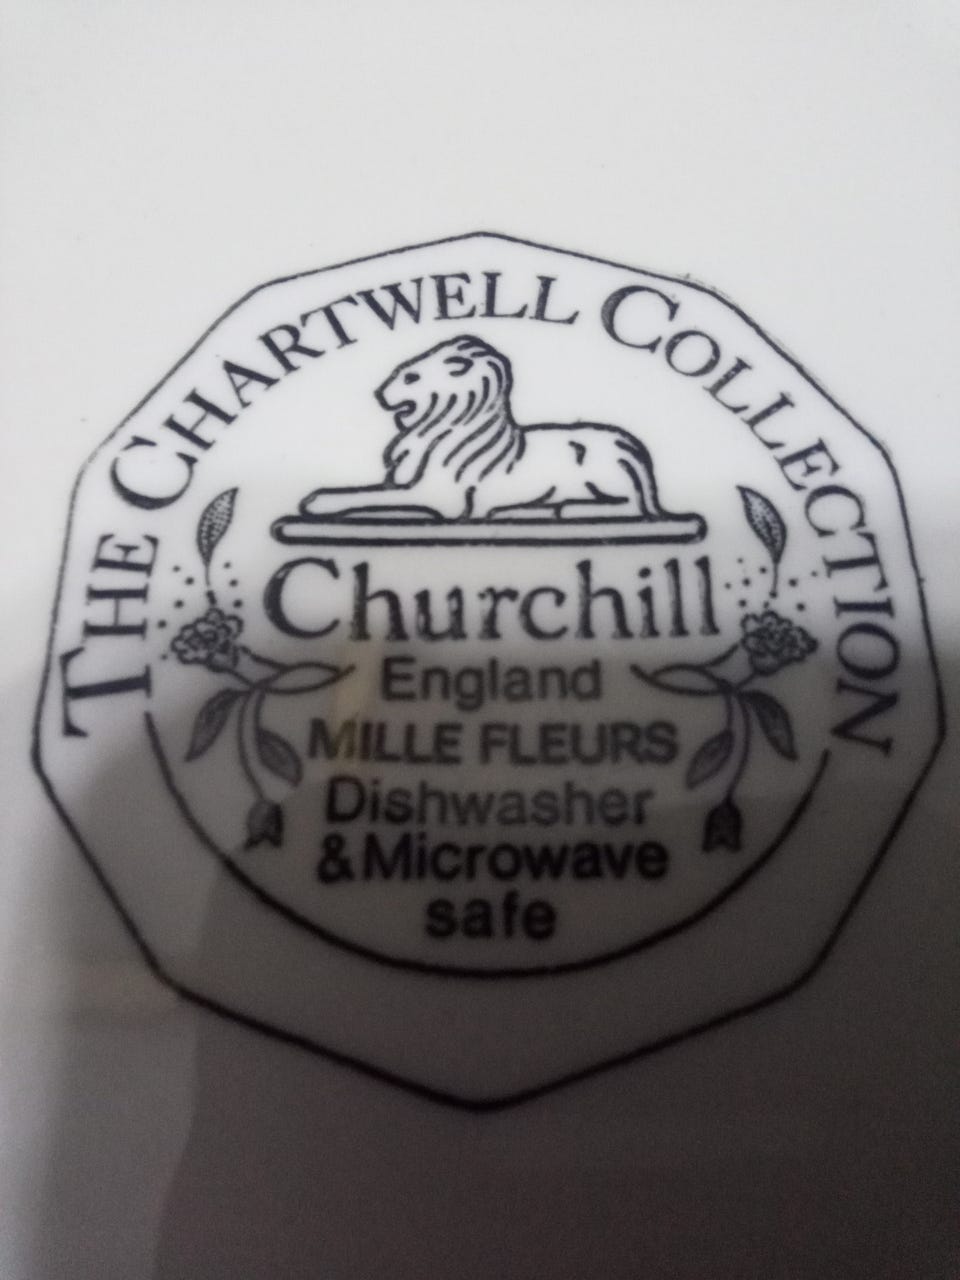 THE CHARTWELL COLLECTION
Churchill
England
MILLE FLEURS
Dishwasher
&Microwave
safe